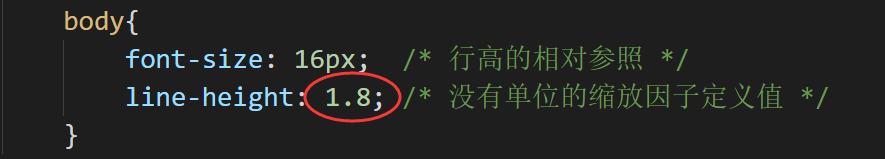 body{
font-size: 16px; /* 行高的相对参照 */
line-height: 1.8; /* 没有单位的缩放因子定义值 */
}